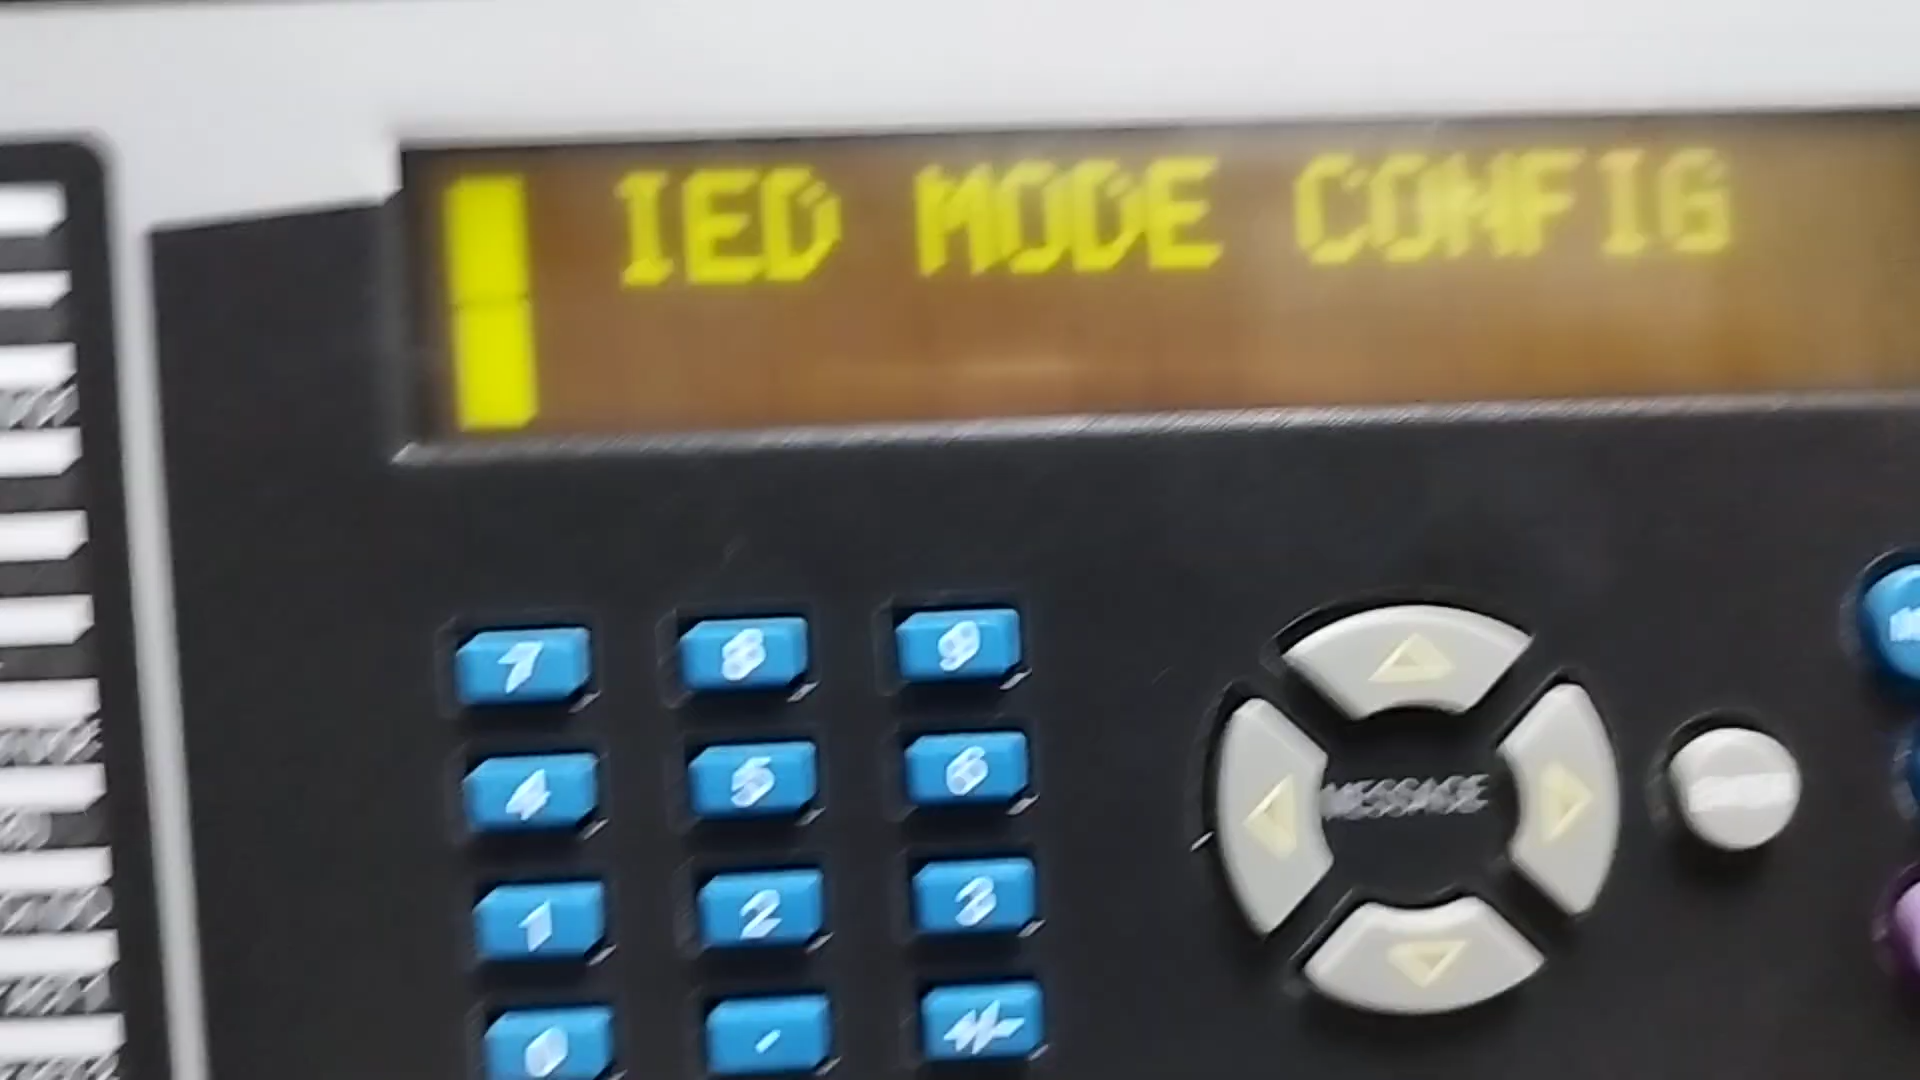 IED MODE CONFIG
7 8 9
4 5 6
MESSAGE
1 2 3
0 . +/-